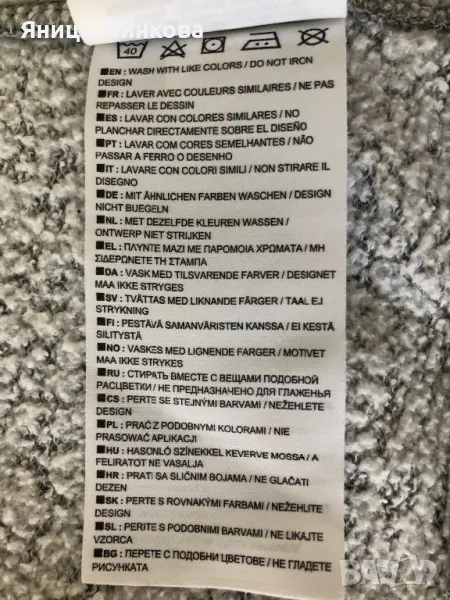 Яница Цинкова
40
EN : WASH WITH LIKE COLORS / DO NOT IRON
DESIGN
FR : LAVER AVEC COULEURS SIMILAIRES / NE PAS
REPASSER LE DESSIN
ES : LAVAR CON COLORES SIMILARES / NO
PLANCHAR DIRECTAMENTE SOBRE EL DISEÑO
PT : LAVAR COM CORES SEMELHANTES / NÃO
PASSAR A FERRO O DESENHO
IT : LAVARE CON COLORI SIMILI / NON STIRARE IL
DISEGNO
DE : MIT ÄHNLICHEN FARBEN WASCHEN / DESIGN
NICHT BUEGELN
NL : MET DEZELFDE KLEUREN WASSEN /
ONTWERP NIET STRIJKEN
EL : ΠΛΥΝΤΕ ΜΑΖΙ ΜΕ ΠΑΡΟΜΟΙΑ ΧΡΩΜΑΤΑ / ΜΗ
ΣΙΔΕΡΩΝΕΤΕ ΤΗ ΣΤΑΜΠΑ
DA : VASK MED TILSVARENDE FARVER / DESIGNET
MAA IKKE STRYGES
SV : TVÄTTAS MED LIKNANDE FÄRGER / TAAL EJ
STRYKNING
FI : PESTÄVÄ SAMANVÄRISTEN KANSSA / EI KESTÄ
SILITYSTÄ
NO : VASKES MED LIGNENDE FARGER / MOTIVET
MAA IKKE STRYKES
RU : СТИРАТЬ ВМЕСТЕ С ВЕЩАМИ ПОДОБНОЙ
РАСЦВЕТКИ / НЕ ПРЕДНАЗНАЧЕНО ДЛЯ ГЛАЖЕНЬЯ
CS : PERTE SE STEJNÝMI BARVAMI / NEŽEHLETE
DESIGN
PL : PRAĆ Z PODOBNYMI KOLORAMI / NIE
PRASOWAĆ APLIKACJI
HU : HASONLÓ SZÍNEKKEL KEVERVE MOSSA / A
FELIRATOT NE VASALJA
HR : PRATI SA SLIČNIM BOJAMA / NE GLAČATI
DEZEN
SK : PERTE S ROVNAKÝMI FARBAMI / NEŽEHLITE
DESIGN
SL : PERITE S PODOBNIMI BARVAMI / NE LIKAJTE
VZORCA
BG : ПЕРЕТЕ С ПОДОБНИ ЦВЕТОВЕ / НЕ ГЛАДЕТЕ
РИСУНКАТА
BAZAR